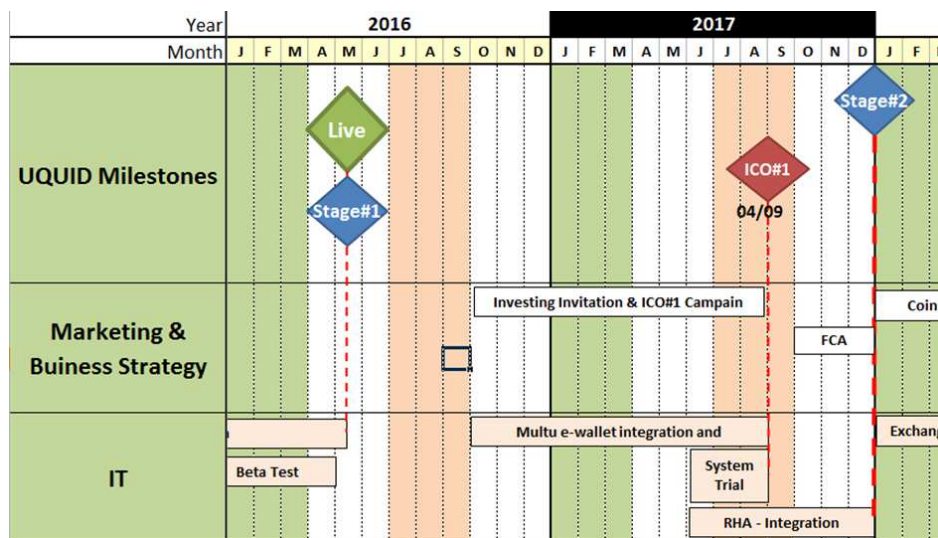 Year 2016 2017
Month J F M A M J J A S O N D J F M A M J J A S O N D J F
Stage#2
Live
UQUID Milestones
ICO#1
Stage#1
04/09
Investing Invitation & ICO#1 Campain
Coin
Marketing &
Buiness Strategy
FCA
Multu e-wallet integration and
Exchang
Beta Test
IT
System
Trial
RHA - Integration